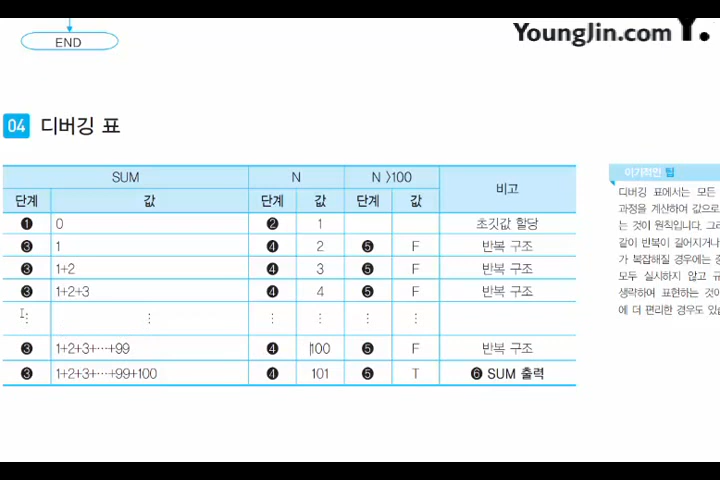 YoungJin.com Y.
END
04 디버깅 표
SUM N N 〉100 비고
단계 값 단계 값 단계 값
❶ 0 ❷ 1 초깃값 할당
❸ 1 ❹ 2 ❺ F 반복 구조
❸ 1+2 ❹ 3 ❺ F 반복 구조
❸ 1+2+3 ❹ 4 ❺ F 반복 구조
⋮ ⋮ ⋮ ⋮ ⋮ ⋮
❸ 1+2+3+…+99 ❹ 100 ❺ F 반복 구조
❸ 1+2+3+…+99+100 ❹ 101 ❺ T ❻ SUM 출력
이기적인 팁
디버깅 표에서는 모든
과정을 계산하여 값으로
는 것이 원칙입니다. 그
같이 반복이 길어지거나
가 복잡해질 경우에는
모두 실시하지 않고
생략하여 표현하는 것이
에 더 편리한 경우도